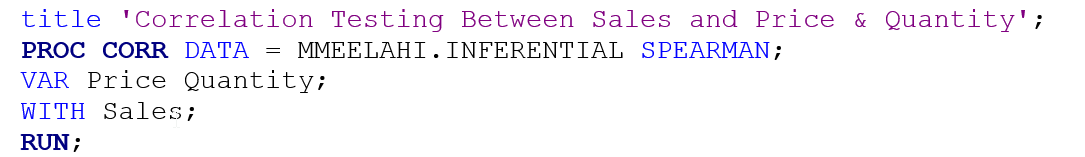 title 'Correlation Testing Between Sales and Price & Quantity';
PROC CORR DATA = MMEELAHI.INFERENTIAL SPEARMAN;
VAR Price Quantity;
WITH Sales;
RUN;